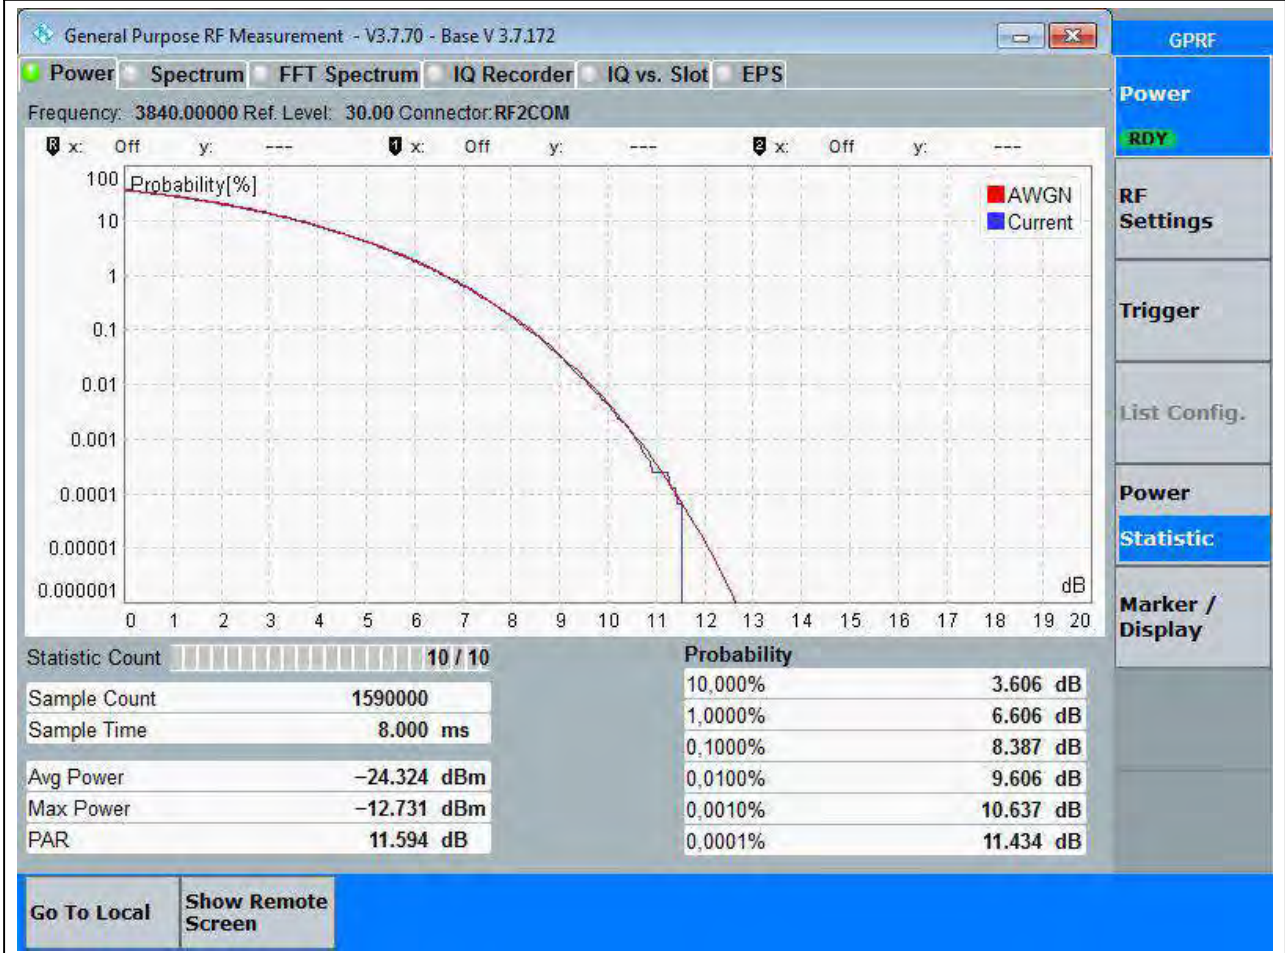 General Purpose RF Measurement - V3.7.70 - Base V 3.7.172
GPRF
Power Spectrum FFT Spectrum IQ Recorder IQ vs. Slot EPS
Frequency: 3840.00000 Ref. Level: 30.00 Connector: RF2COM
R x: Off y: --- 1 x: Off y: --- 2 x: Off y: ---
Probability[%]
AWGN
Current
100
10
1
0.1
0.01
0.001
0.0001
0.00001
0.000001
dB
0 1 2 3 4 5 6 7 8 9 10 11 12 13 14 15 16 17 18 19 20
Statistic Count 10 / 10
Sample Count 1590000
Sample Time 8.000 ms
Avg Power −24.324 dBm
Max Power −12.731 dBm
PAR 11.594 dB
Probability
10,000% 3.606 dB
1,0000% 6.606 dB
0,1000% 8.387 dB
0,0100% 9.606 dB
0,0010% 10.637 dB
0,0001% 11.434 dB
Power
RDY
RF
Settings
Trigger
List Config.
Power
Statistic
Marker /
Display
Go To Local
Show Remote
Screen